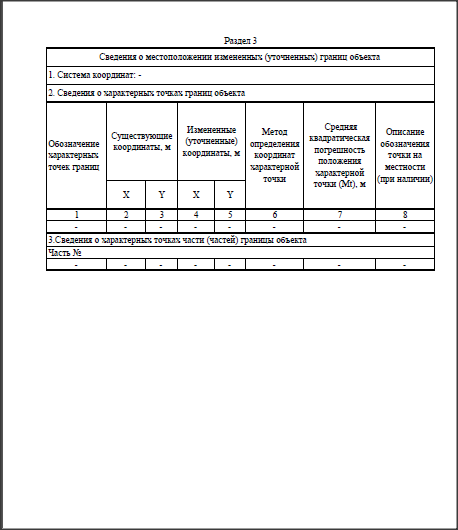 Раздел 3
Сведения о местоположении измененных (уточненных) границ объекта
1. Система координат: -
2. Сведения о характерных точках границ объекта
Обозначение
характерных
точек границ
Существующие
координаты, м
Измененные
(уточненные)
координаты, м
Метод
определения
координат
характерной
точки
Средняя
квадратическая
погрешность
положения
характерной
точки (Mt), м
Описание
обозначения
точки на
местности
(при наличии)
X Y X Y
1 2 3 4 5 6 7 8
- - - - - - - -
3.Сведения о характерных точках части (частей) границы объекта
Часть №
- - - - - - - -